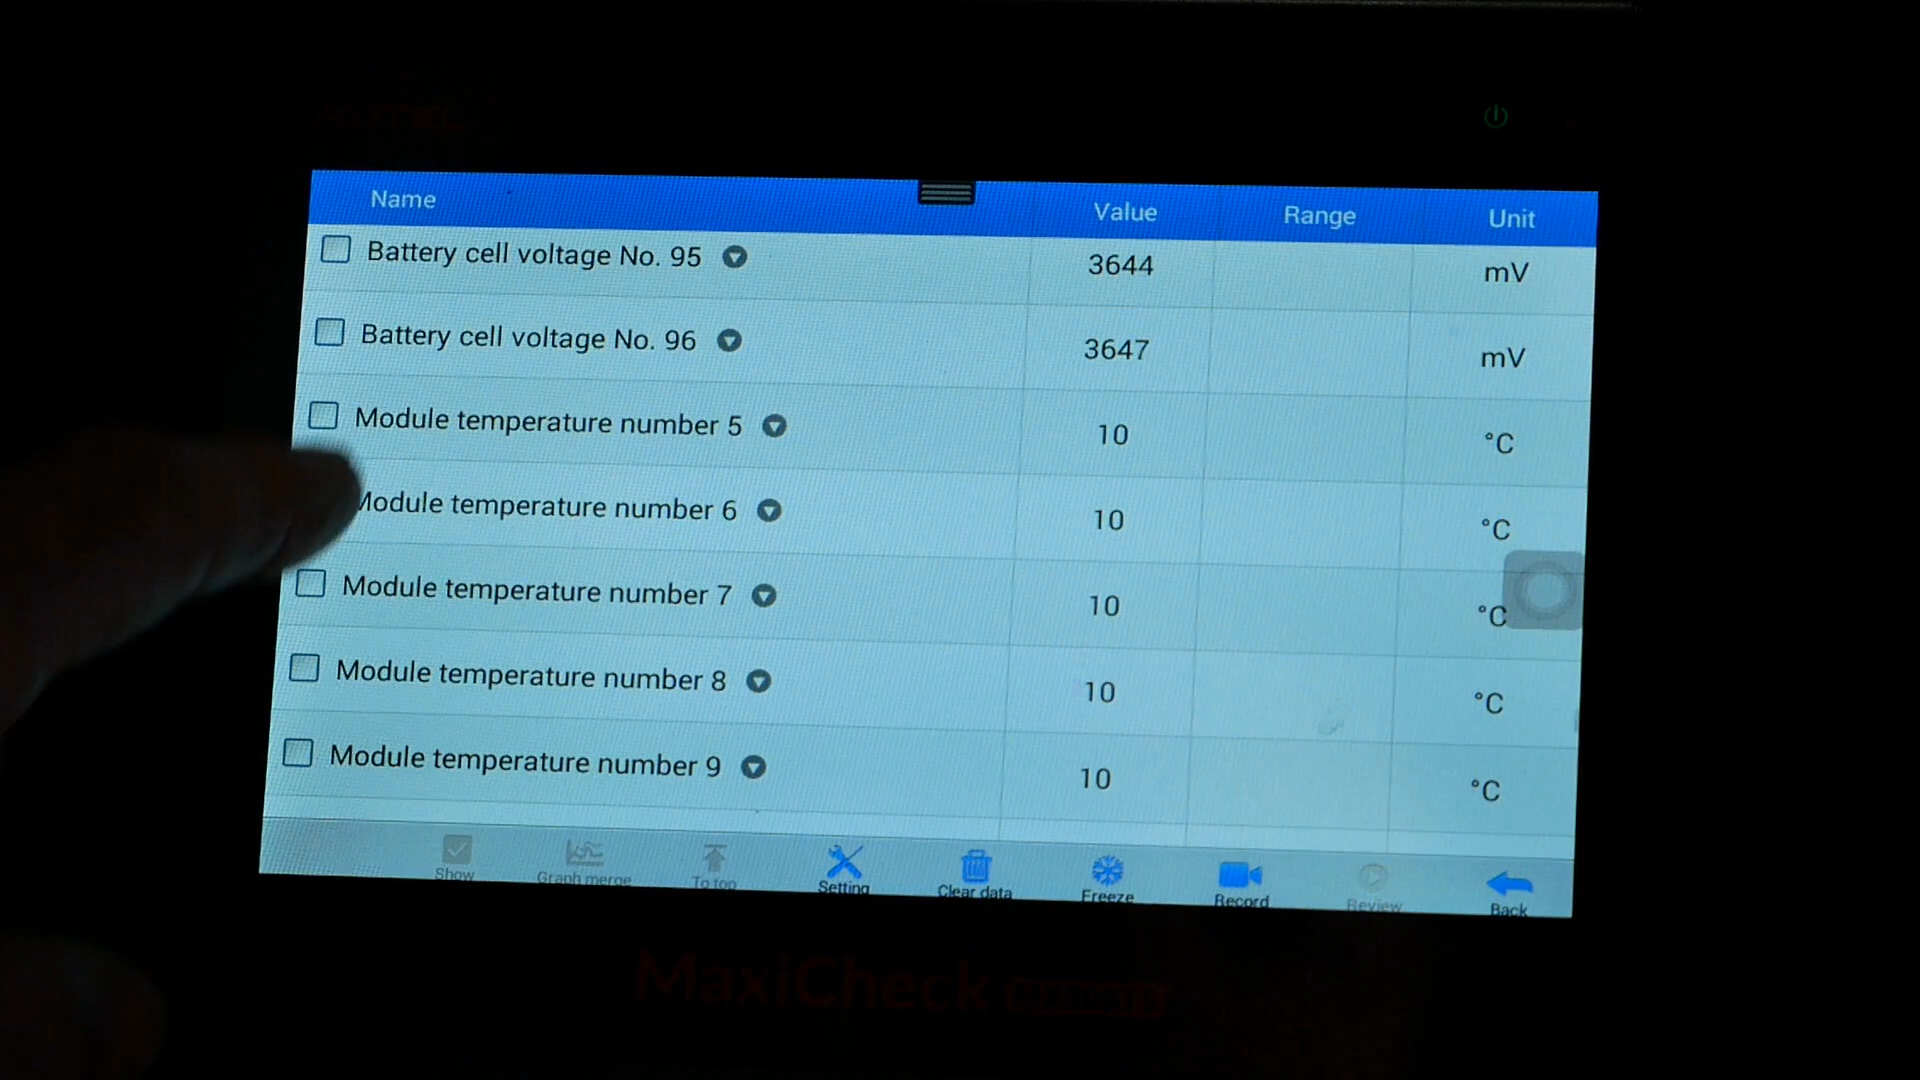 AUTEL
Name Value Range Unit
Battery cell voltage No. 95 3644 mV
Battery cell voltage No. 96 3647 mV
Module temperature number 5 10 °C
Module temperature number 6 10 °C
Module temperature number 7 10 °C
Module temperature number 8 10 °C
Module temperature number 9 10 °C
Show Graph merge To top Setting Clear data Freeze Record Review Back
MaxiCheck